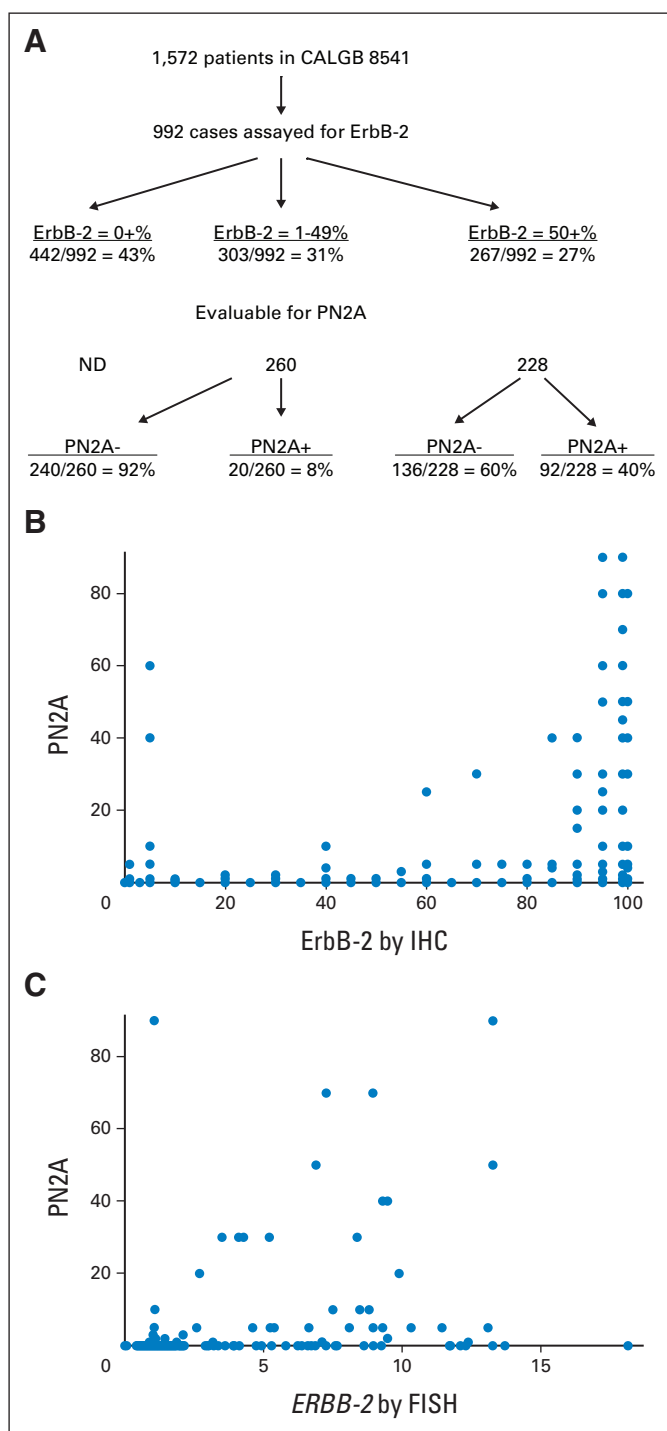 A
1,572 patients in CALGB 8541
992 cases assayed for ErbB-2
ErbB-2 = 0+% ErbB-2 = 1-49% ErbB-2 = 50+%
442/992 = 43% 303/992 = 31% 267/992 = 27%
Evaluable for PN2A
ND 260 228
PN2A- PN2A+ PN2A- PN2A+
240/260 = 92% 20/260 = 8% 136/228 = 60% 92/228 = 40%
B
80
60
40
20
PN2A
0 20 40 60 80 100
ErbB-2 by IHC
C
80
60
40
20
PN2A
0 5 10 15
ERBB-2 by FISH